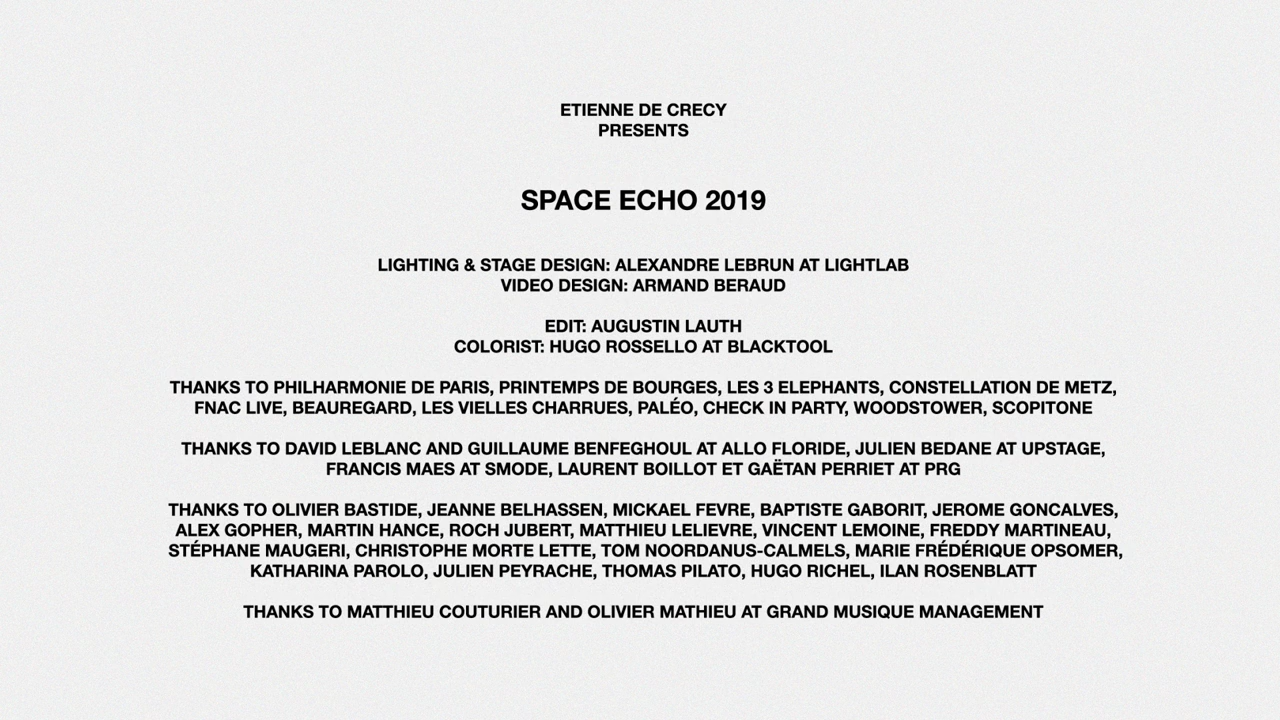 ETIENNE DE CRECY
PRESENTS
SPACE ECHO 2019
LIGHTING & STAGE DESIGN: ALEXANDRE LEBRUN AT LIGHTLAB
VIDEO DESIGN: ARMAND BERAUD
EDIT: AUGUSTIN LAUTH
COLORIST: HUGO ROSSELLO AT BLACKTOOL
THANKS TO PHILHARMONIE DE PARIS, PRINTEMPS DE BOURGES, LES 3 ELEPHANTS, CONSTELLATION DE METZ,
FNAC LIVE, BEAUREGARD, LES VIELLES CHARRUES, PALÉO, CHECK IN PARTY, WOODSTOWER, SCOPITONE
THANKS TO DAVID LEBLANC AND GUILLAUME BENFEGHOUL AT ALLO FLORIDE, JULIEN BEDANE AT UPSTAGE,
FRANCIS MAES AT SMODE, LAURENT BOILLOT ET GAËTAN PERRIET AT PRG
THANKS TO OLIVIER BASTIDE, JEANNE BELHASSEN, MICKAEL FEVRE, BAPTISTE GABORIT, JEROME GONCALVES,
ALEX GOPHER, MARTIN HANCE, ROCH JUBERT, MATTHIEU LELIEVRE, VINCENT LEMOINE, FREDDY MARTINEAU,
STÉPHANE MAUGERI, CHRISTOPHE MORTE LETTE, TOM NOORDANUS-CALMELS, MARIE FRÉDÉRIQUE OPSOMER,
KATHARINA PAROLO, JULIEN PEYRACHE, THOMAS PILATO, HUGO RICHEL, ILAN ROSENBLATT
THANKS TO MATTHIEU COUTURIER AND OLIVIER MATHIEU AT GRAND MUSIQUE MANAGEMENT